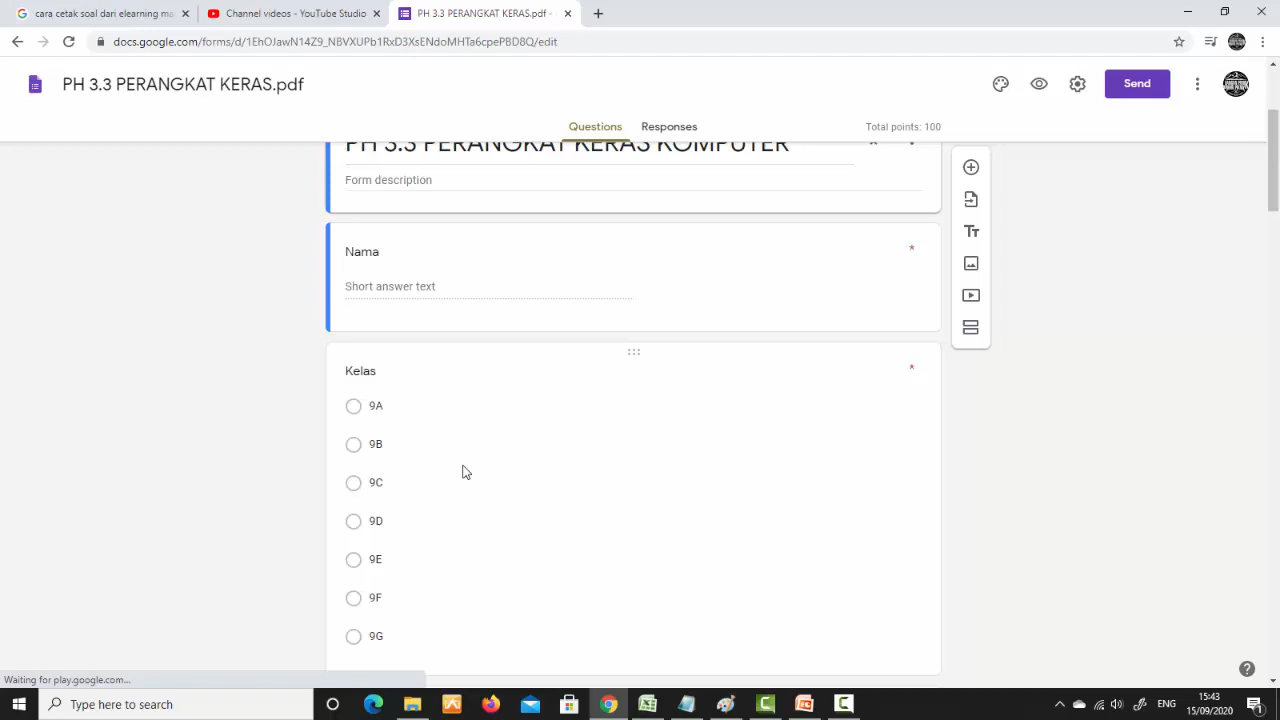 cara cetak soal dari elearning ma
Channel videos - YouTube Studio
PH 3.3 PERANGKAT KERAS.pdf -
docs.google.com/forms/d/1EhOJawN14Z9_NBVXUPb1RxD3XsENdoMHTa6cpePBD8Q/edit
PH 3.3 PERANGKAT KERAS.pdf
Send
Questions
Responses
Total points: 100
PH 3.3 PERANGKAT KERAS KOMPUTER
Form description
Nama
*
Short answer text
Kelas
*
9A
9B
9C
9D
9E
9F
9G
Waiting for play.google.com...
Type here to search
ENG
15:43
15/09/2020